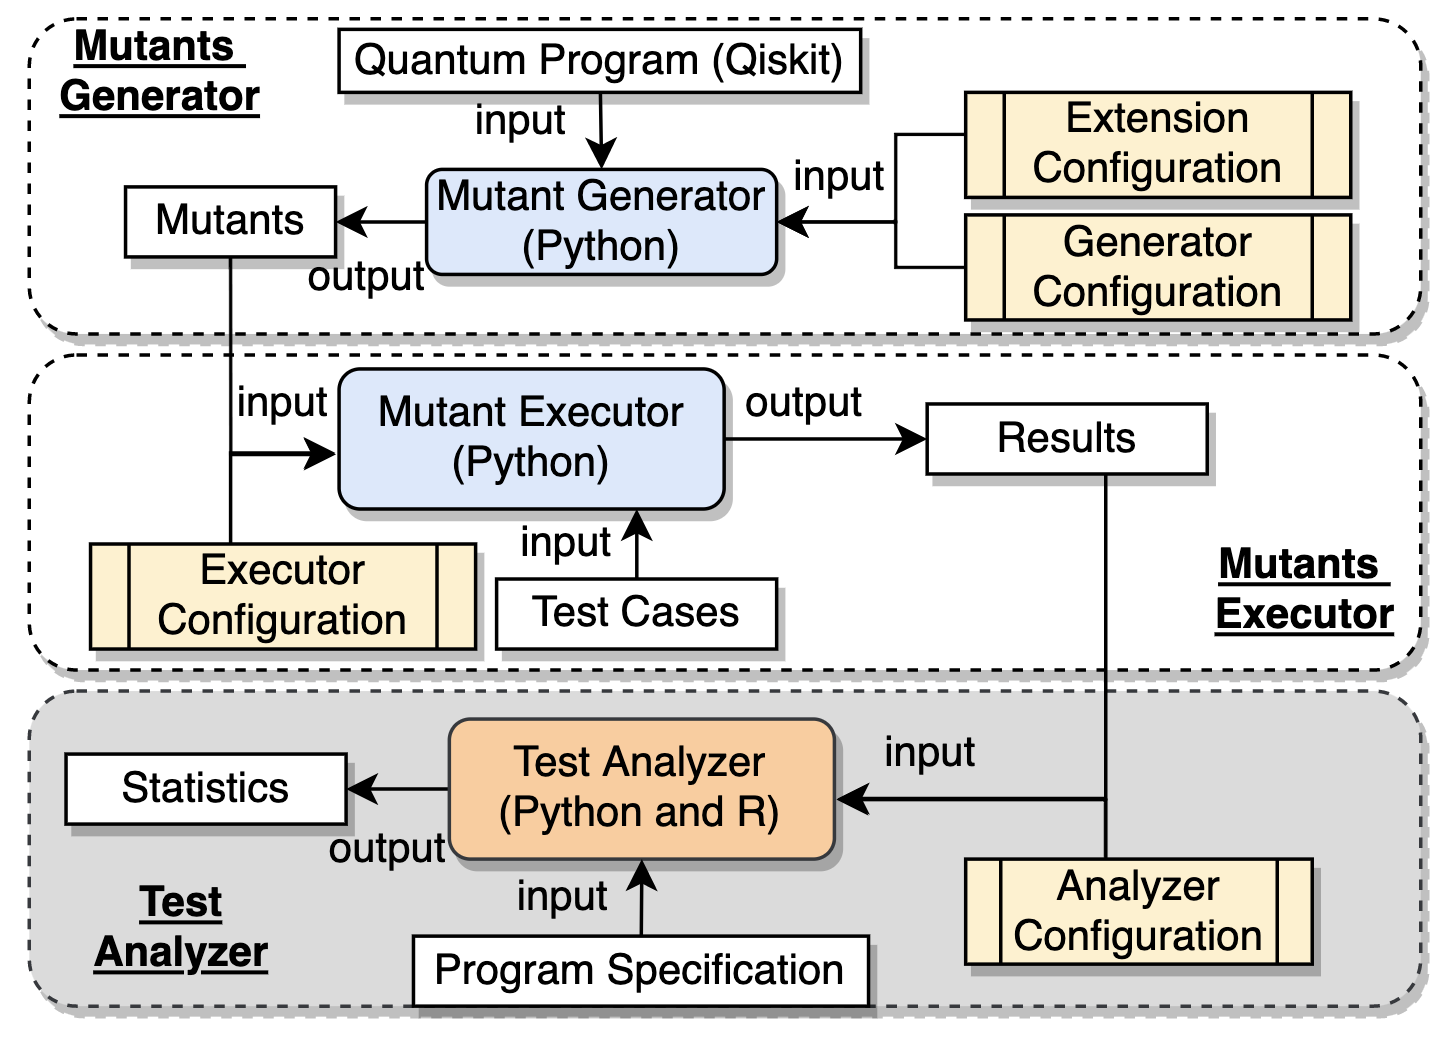 Mutants
Generator
Quantum Program (Qiskit)
input
Extension
Configuration
Mutant Generator
(Python)
input
Mutants
output
Generator
Configuration
input
Mutant Executor
(Python)
output
Results
input
Executor
Configuration
Test Cases
Mutants
Executor
Test Analyzer
(Python and R)
input
Statistics
output
input
Test
Analyzer
Analyzer
Configuration
Program Specification